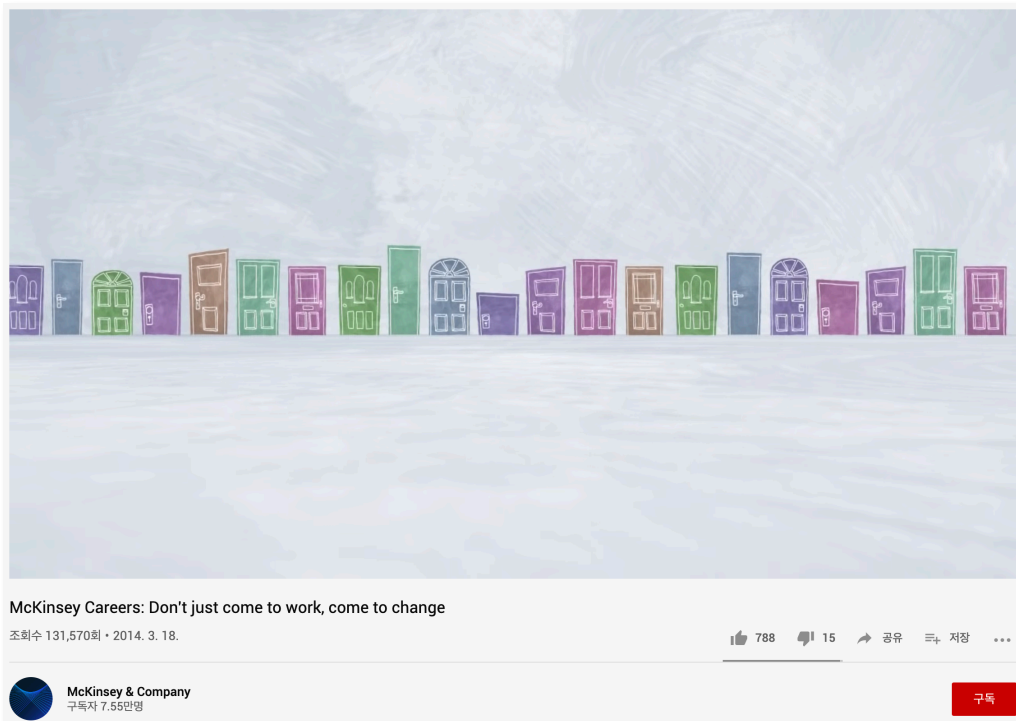 McKinsey Careers: Don't just come to work, come to change
조회수 131,570회 • 2014. 3. 18.
788 15 공유 저장
McKinsey & Company
구독자 7.55만명
구독